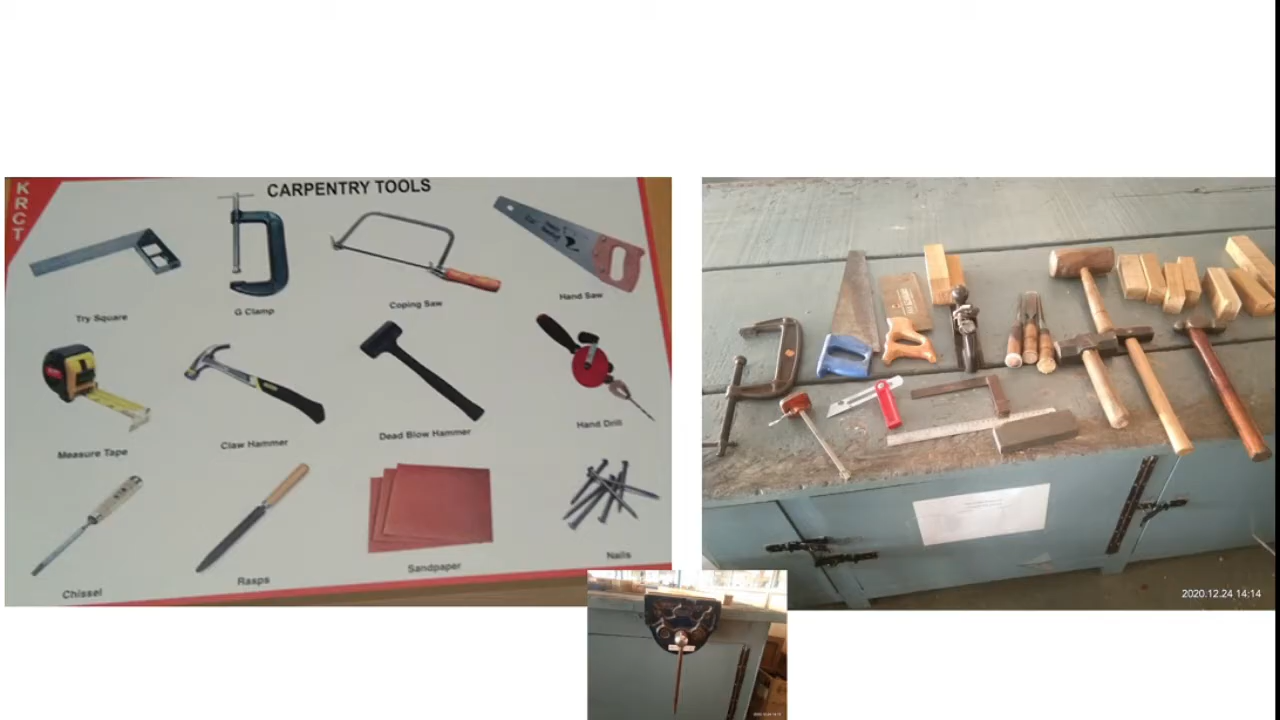 KRCT
CARPENTRY TOOLS
Try Square
G Clamp
Coping Saw
Hand Saw
Measure Tape
Claw Hammer
Dead Blow Hammer
Hand Drill
Chissel
Rasps
Sandpaper
Nails
2020.12.24 14:14